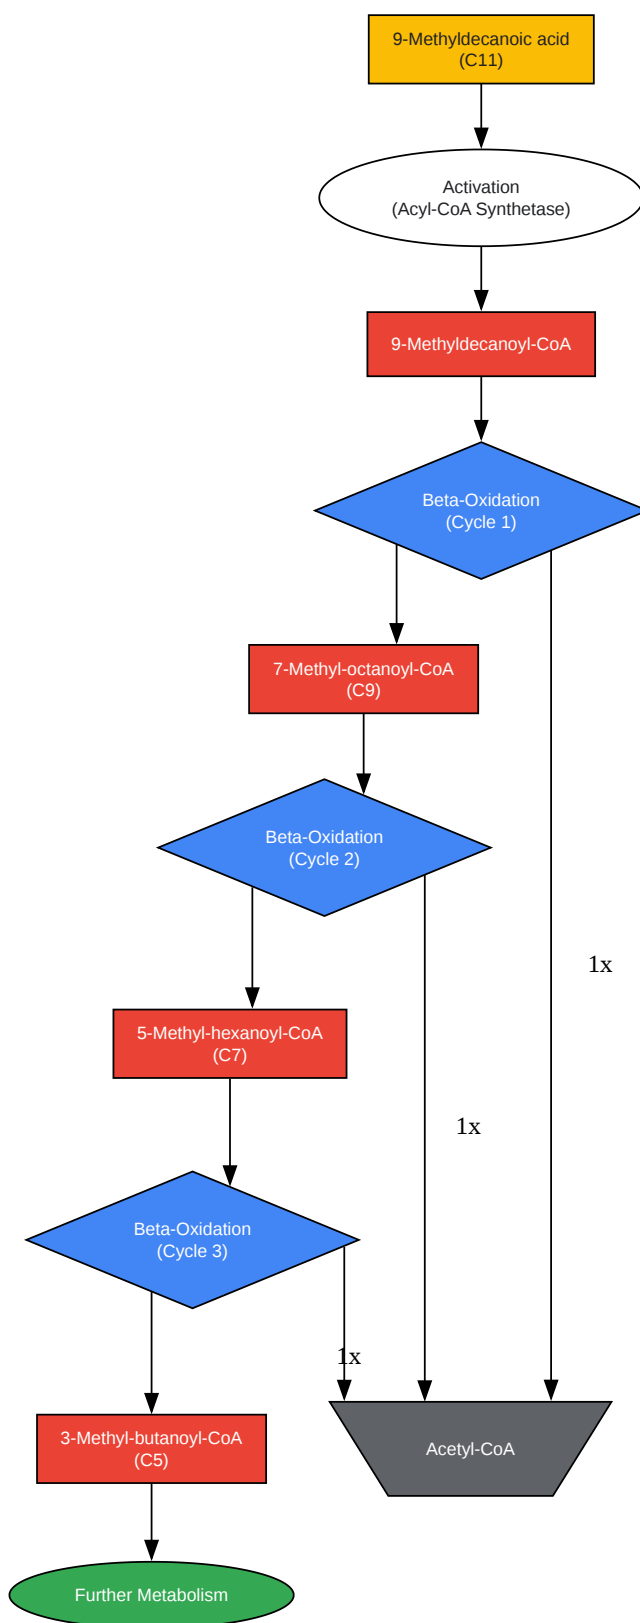 9-Methyldecanoic acid
(C11)
Activation
(Acyl-CoA Synthetase)
9-Methyldecanoyl-CoA
Beta-Oxidation
(Cycle 1)
7-Methyl-octanoyl-CoA
(C9)
Beta-Oxidation
(Cycle 2)
1x
5-Methyl-hexanoyl-CoA
(C7)
1x
Beta-Oxidation
(Cycle 3)
1x
3-Methyl-butanoyl-CoA
(C5)
Acetyl-CoA
Further Metabolism